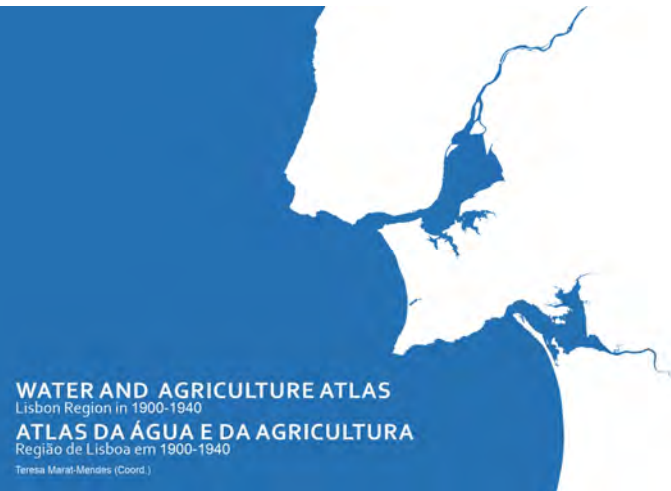 WATER AND AGRICULTURE ATLAS
Lisbon Region in 1900-1940
ATLAS DA ÁGUA E DA AGRICULTURA
Região de Lisboa em 1900-1940
Teresa Marat-Mendes (Coord.)